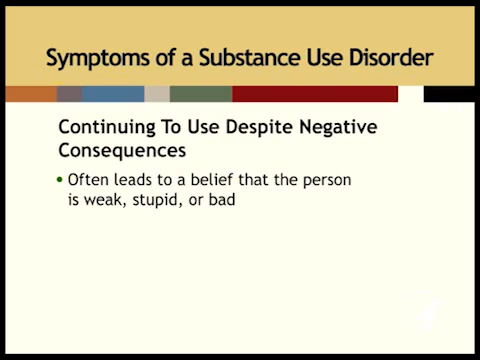 Symptoms of a Substance Use Disorder
Continuing To Use Despite Negative
Consequences
• Often leads to a belief that the person
is weak, stupid, or bad